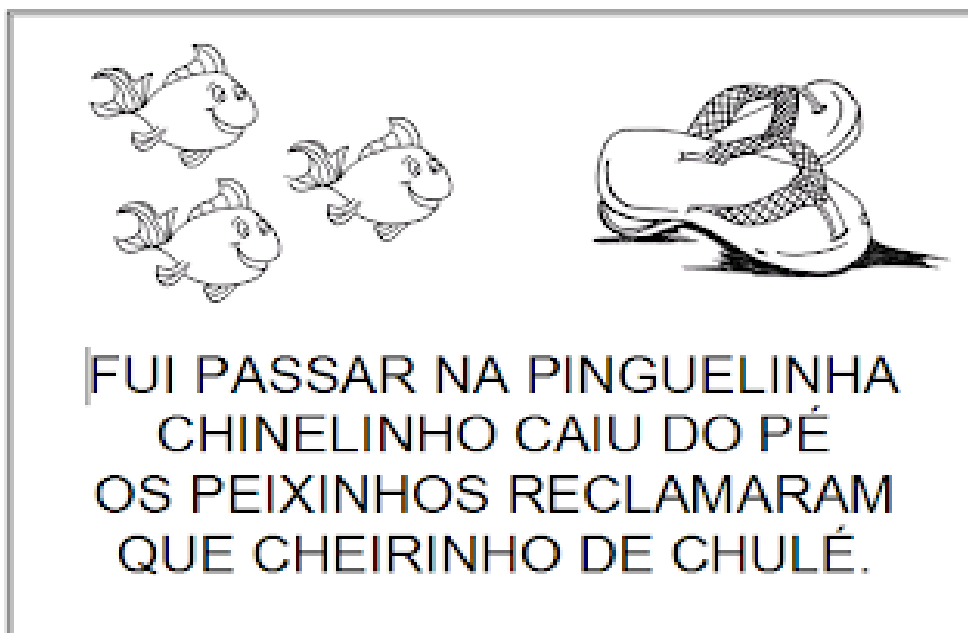 FUI PASSAR NA PINGUELINHA
CHINELINHO CAIU DO PÉ
OS PEIXINHOS RECLAMARAM
QUE CHEIRINHO DE CHULÉ.